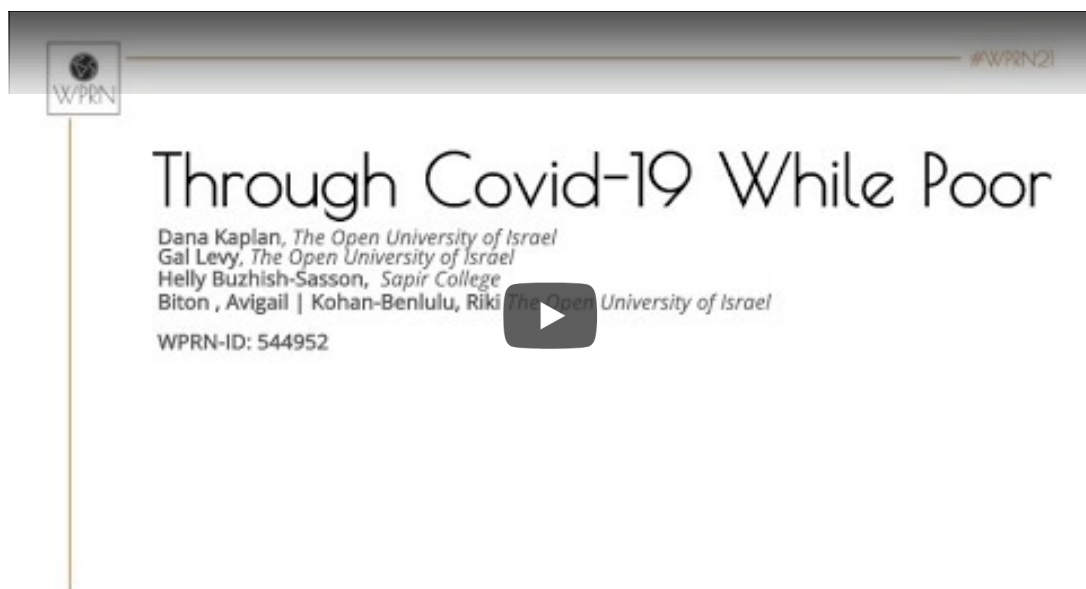 WPRN
#WPRN21
Through Covid-19 While Poor
Dana Kaplan, The Open University of Israel
Gal Levy, The Open University of Israel
Helly Buzhish-Sasson, Sapir College
Biton , Avigail | Kohan-Benlulu, Riki The Open University of Israel
WPRN-ID: 544952